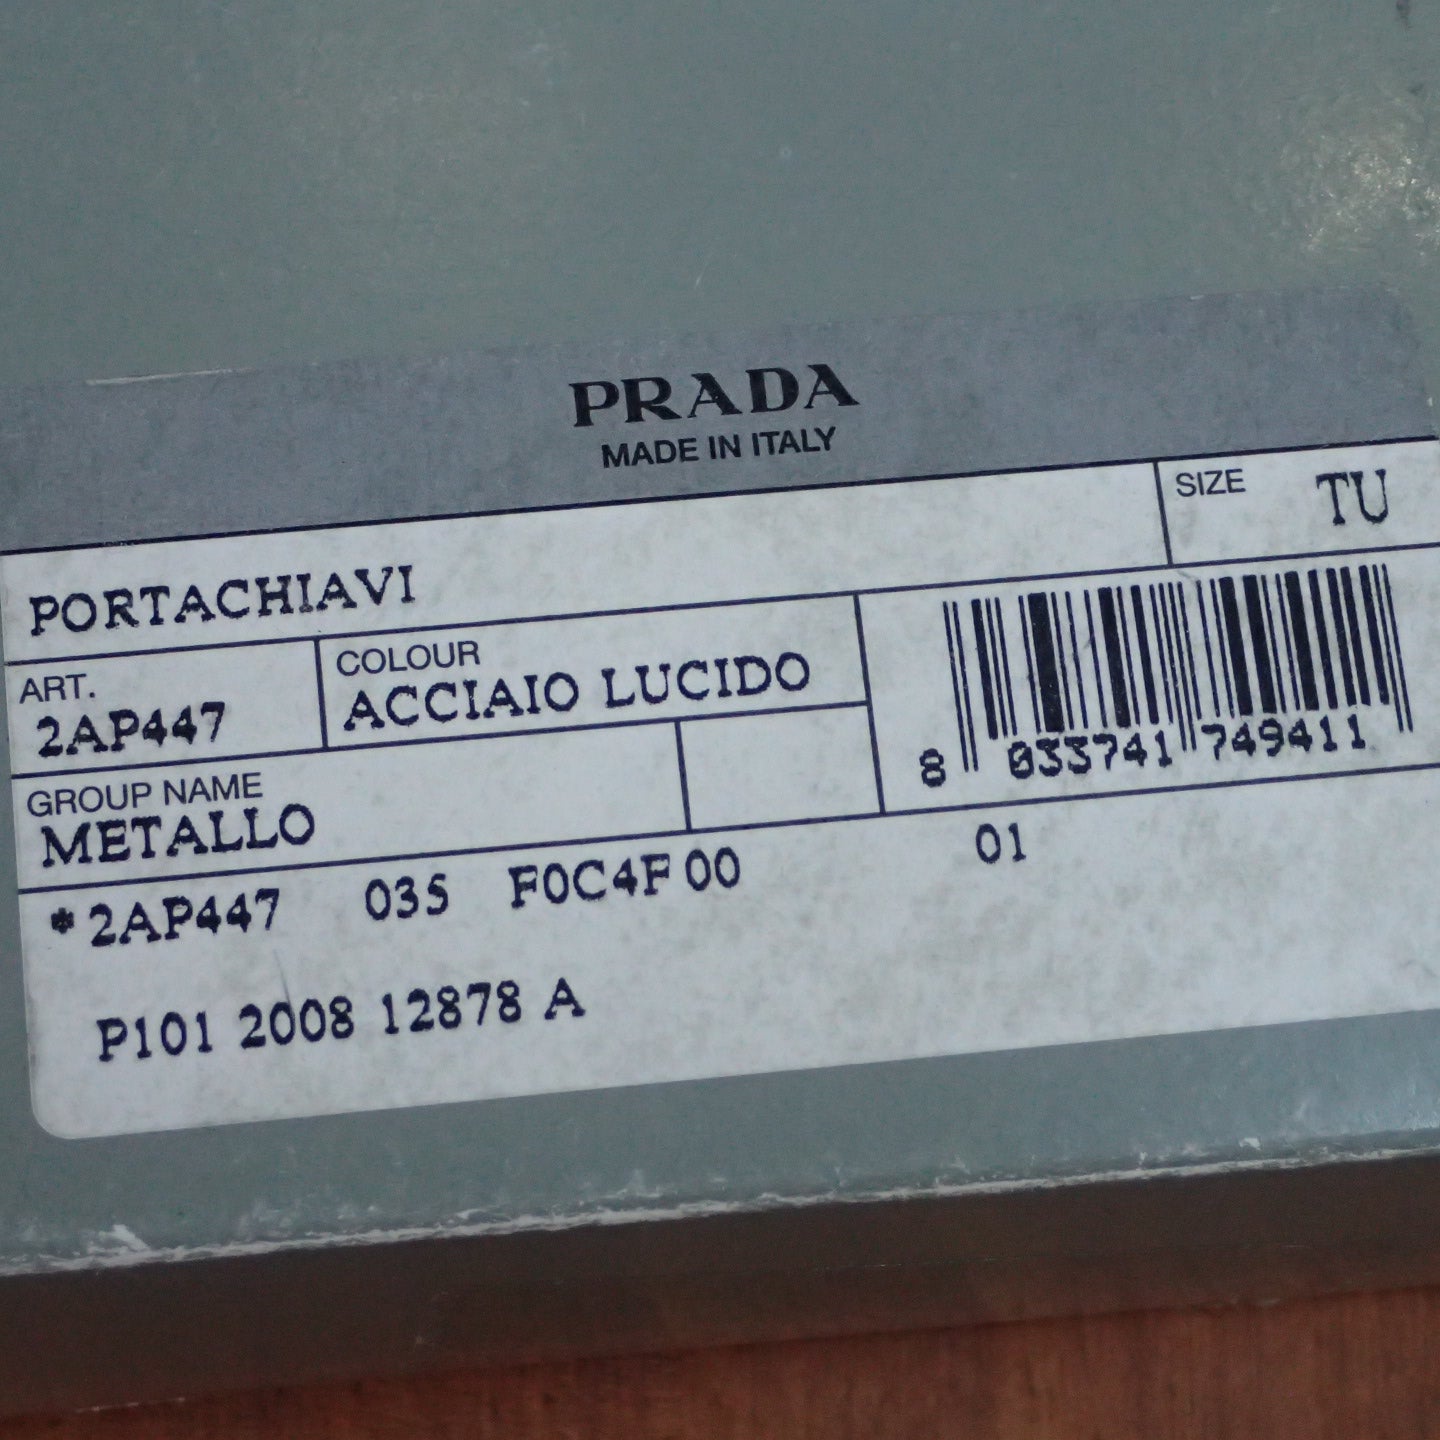 PRADA
MADE IN ITALY
SIZE TU
PORTACHIAVI
ART.
2AP447
COLOUR
ACCIAIO LUCIDO
8 033741 749411
GROUP NAME
METALLO
*2AP447 035 F0C4F 00 01
P101 2008 12878 A